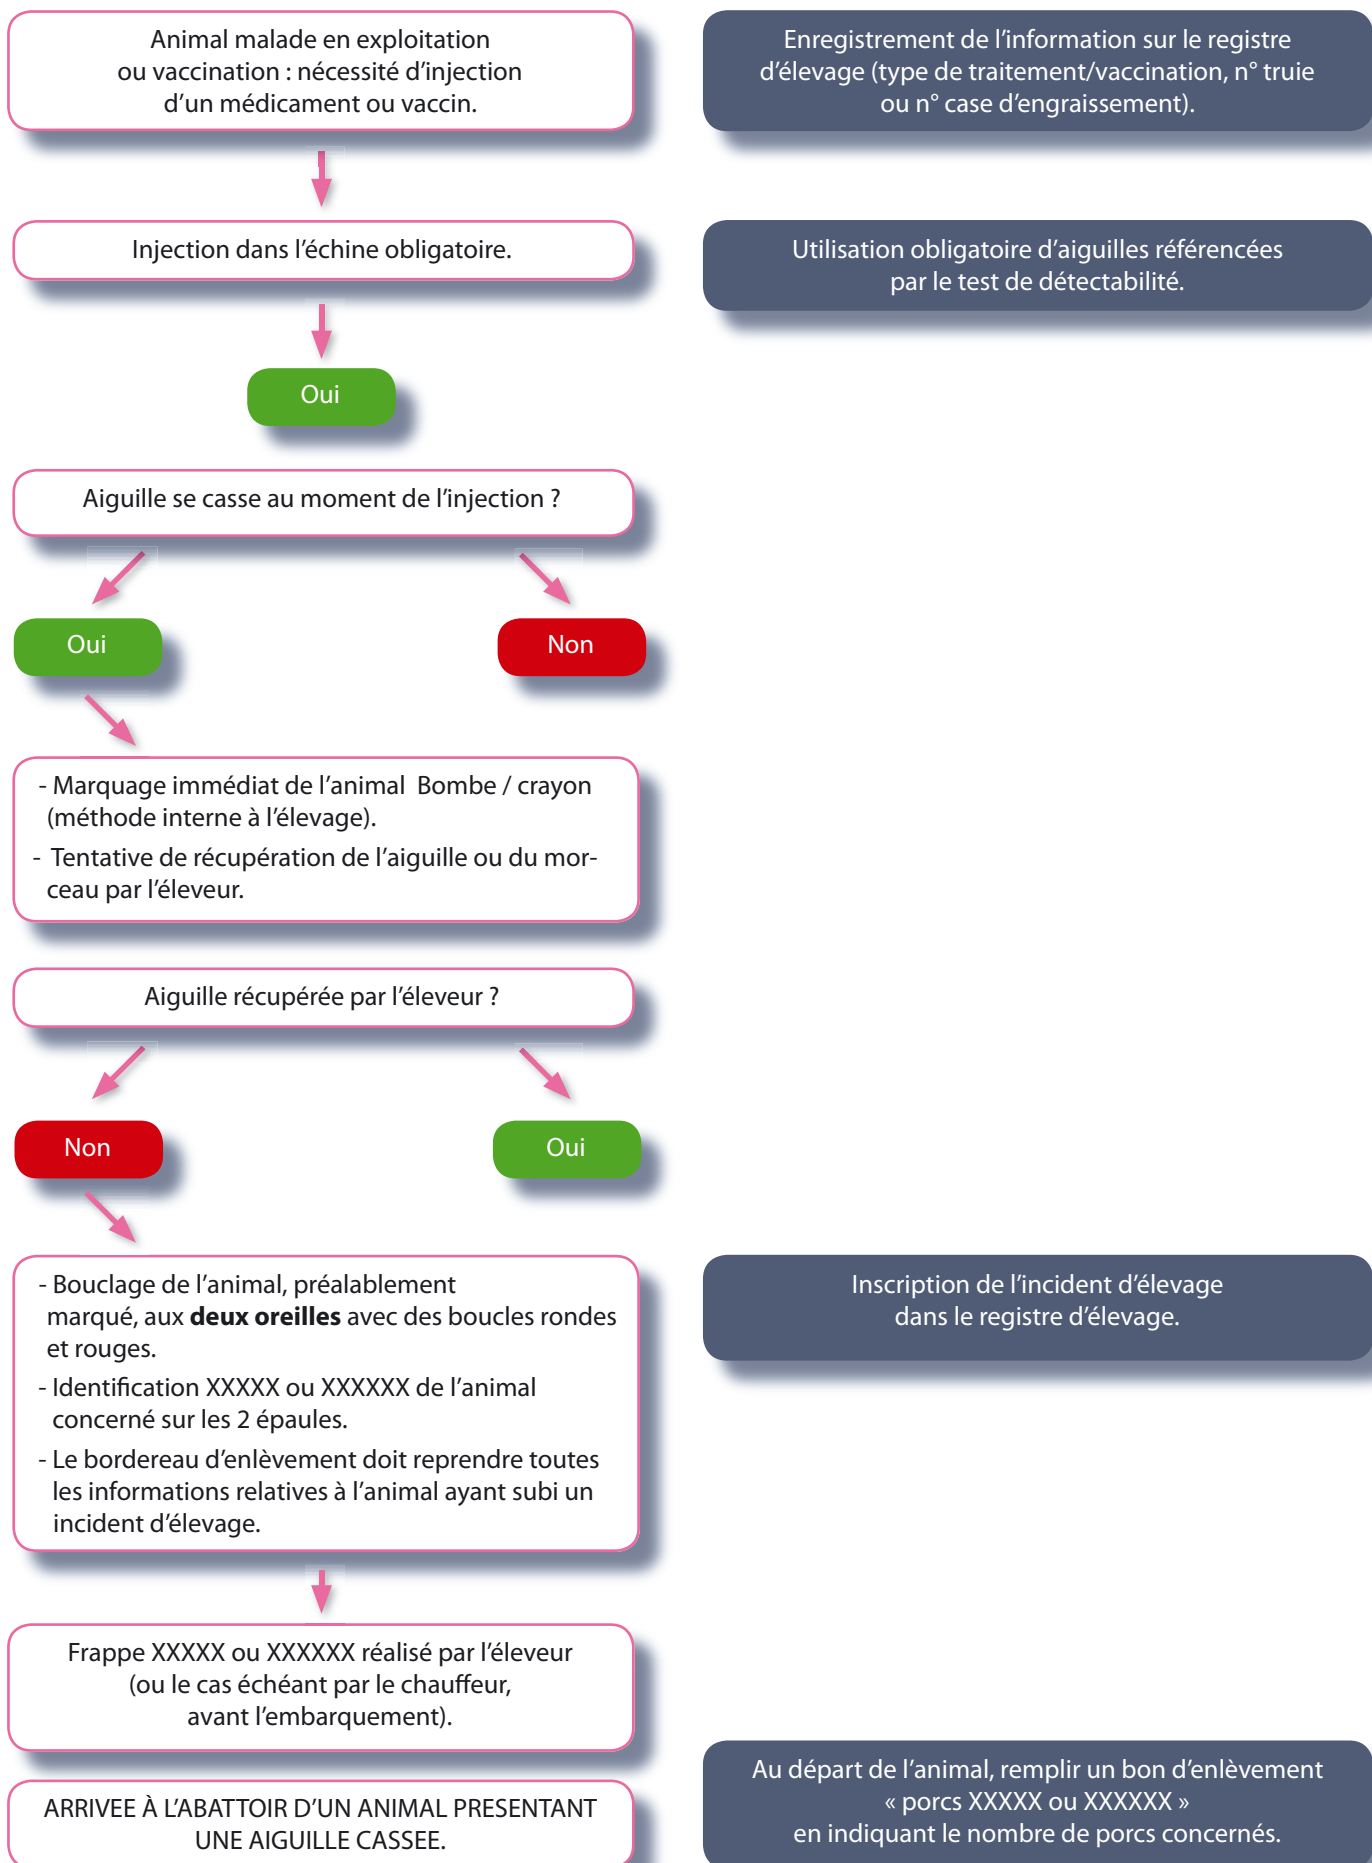 Animal malade en exploitation
ou vaccination : nécessité d’injection
d’un médicament ou vaccin.
Enregistrement de l’information sur le registre
d’élevage (type de traitement/vaccination, n° truie
ou n° case d’engraissement).
Injection dans l’échine obligatoire.
Utilisation obligatoire d’aiguilles référencées
par le test de détectabilité.
Oui
Aiguille se casse au moment de l’injection ?
Oui
Non
- Marquage immédiat de l’animal  Bombe / crayon
(méthode interne à l’élevage).
-  Tentative de récupération de l’aiguille ou du mor-
ceau par l’éleveur.
Aiguille récupérée par l’éleveur ?
Non
Oui
- Bouclage de l’animal, préalablement
marqué, aux deux oreilles avec des boucles rondes
et rouges.
- Identification XXXXX ou XXXXXX de l’animal
concerné sur les 2 épaules.
- Le bordereau d’enlèvement doit reprendre toutes
les informations relatives à l’animal ayant subi un
incident d’élevage.
Inscription de l’incident d’élevage
dans le registre d’élevage.
Frappe XXXXX ou XXXXXX réalisé par l’éleveur
(ou le cas échéant par le chauffeur,
avant l’embarquement).
ARRIVEE À L’ABATTOIR D’UN ANIMAL PRESENTANT
UNE AIGUILLE CASSEE.
Au départ de l’animal, remplir un bon d’enlèvement
« porcs XXXXX ou XXXXXX »
en indiquant le nombre de porcs concernés.